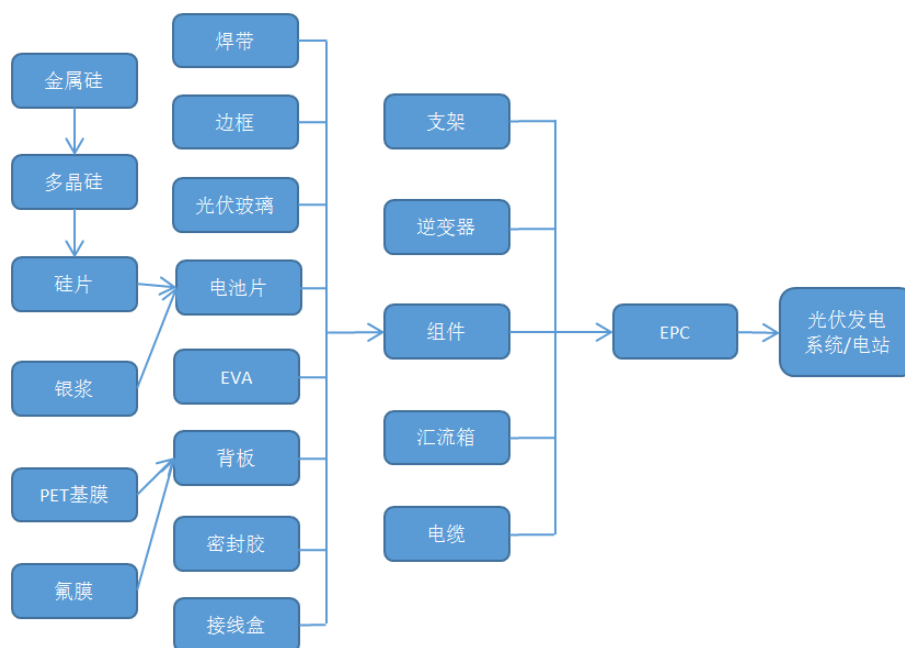 金属硅
多晶硅
硅片
银浆
PET基膜
氟膜
焊带
边框
光伏玻璃
电池片
EVA
背板
密封胶
接线盒
支架
逆变器
组件
汇流箱
电缆
EPC
光伏发电
系统/电站